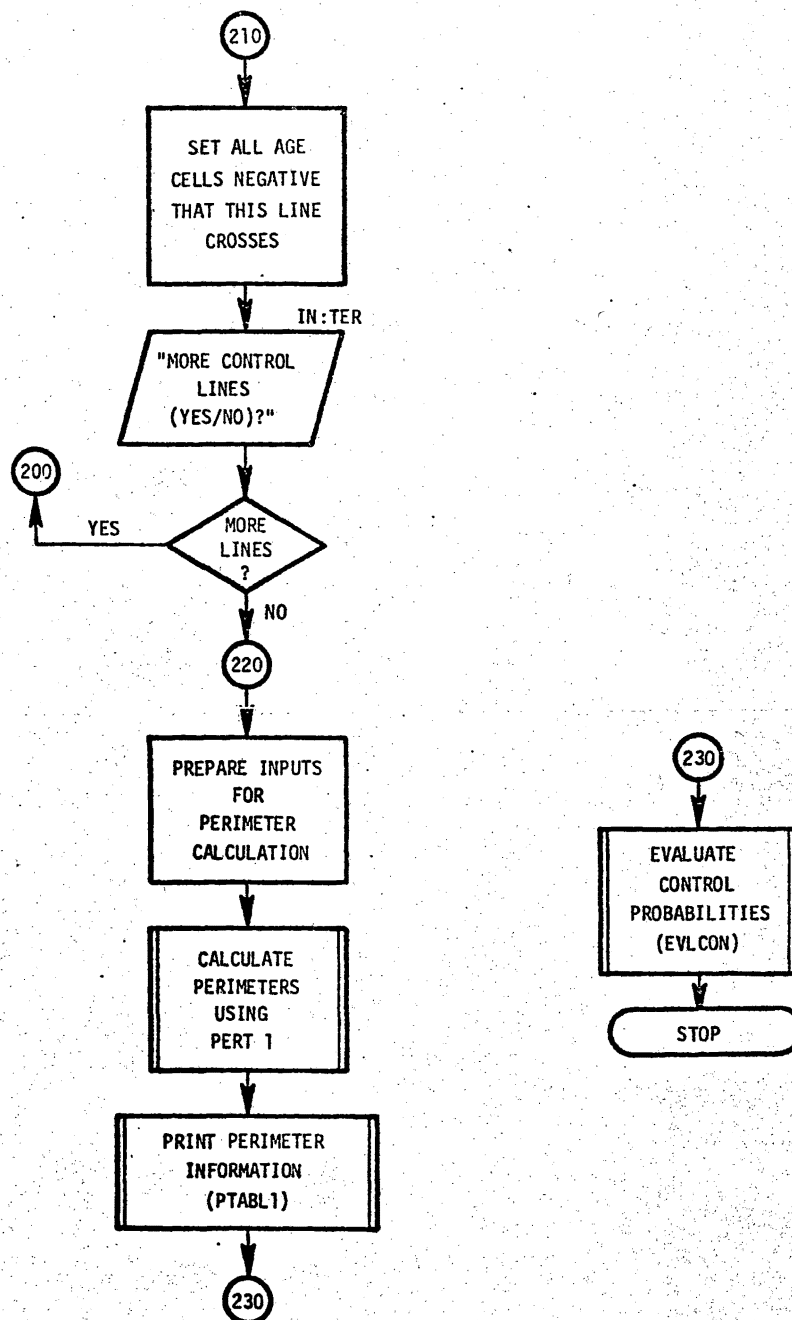 210
SET ALL AGE
CELLS NEGATIVE
THAT THIS LINE
CROSSES
IN:TER
"MORE CONTROL
LINES
(YES/NO)?"
200
YES
MORE
LINES
?
NO
220
PREPARE INPUTS
FOR
PERIMETER
CALCULATION
CALCULATE
PERIMETERS
USING
PERT 1
PRINT PERIMETER
INFORMATION
(PTABL1)
230
230
EVALUATE
CONTROL
PROBABILITIES
(EVLCON)
STOP